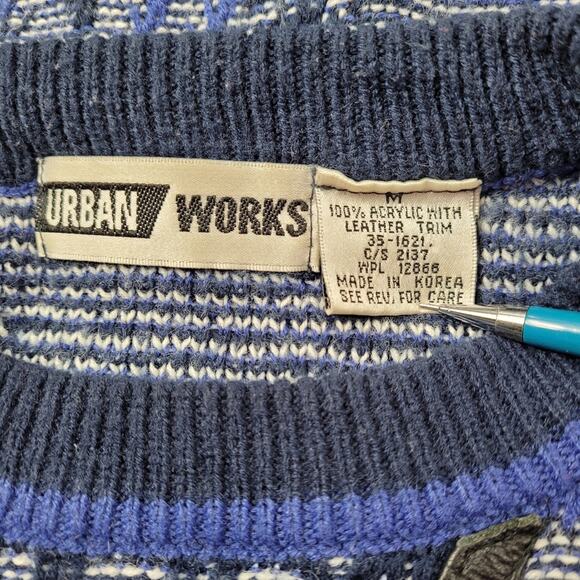 URBAN WORKS
M
100% ACRYLIC WITH
LEATHER TRIM
35-1621.
C/S 2137
WPL 12866
MADE IN KOREA
SEE REV. FOR CARE